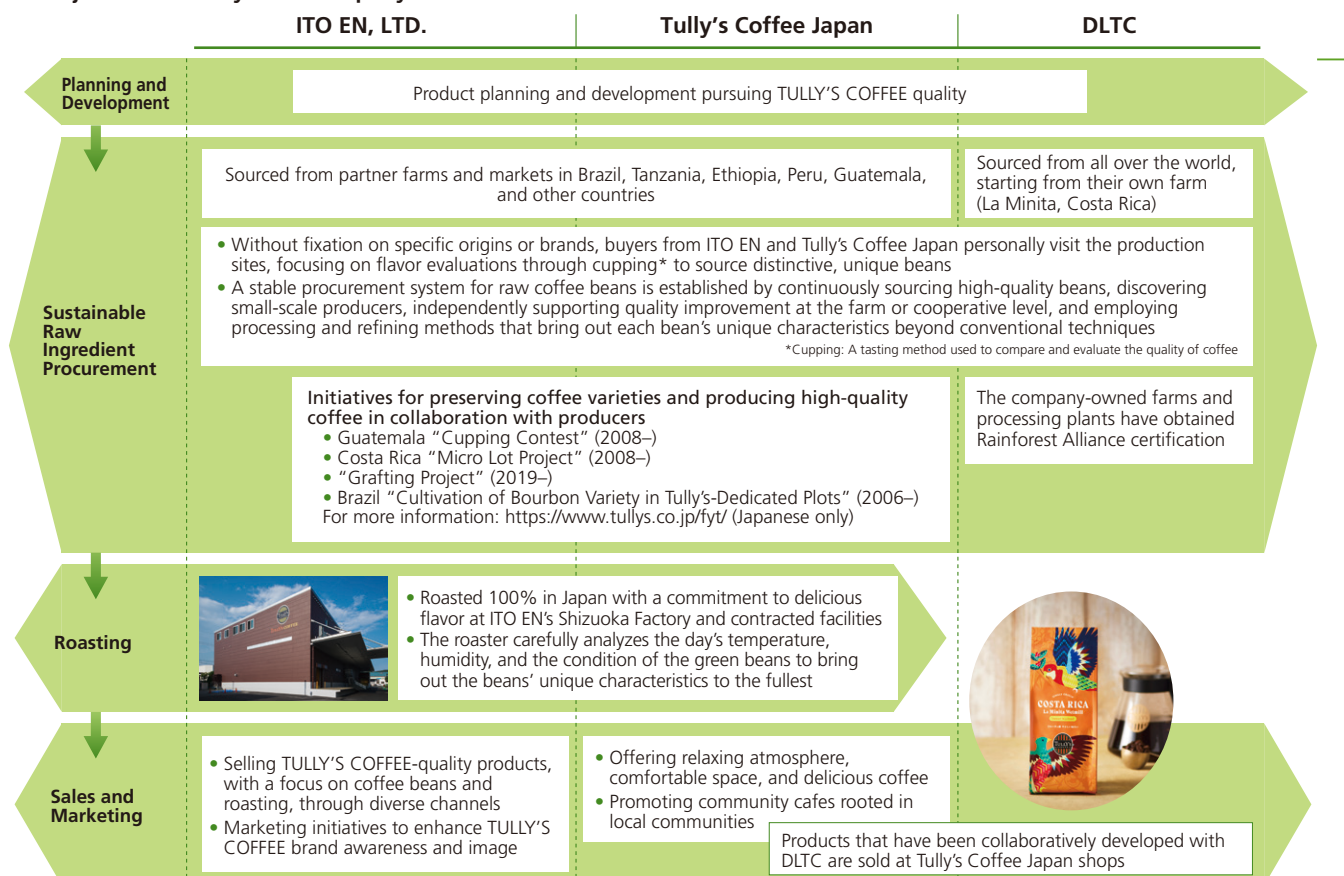 ITO EN, LTD.
Tully's Coffee Japan
DLTC
Planning and
Development
Product planning and development pursuing TULLY'S COFFEE quality
Sustainable
Raw
Ingredient
Procurement
Sourced from partner farms and markets in Brazil, Tanzania, Ethiopia, Peru, Guatemala,
and other countries
Sourced from all over the world,
starting from their own farm
(La Minita, Costa Rica)
• Without fixation on specific origins or brands, buyers from ITO EN and Tully's Coffee Japan personally visit the production
sites, focusing on flavor evaluations through cupping* to source distinctive, unique beans
• A stable procurement system for raw coffee beans is established by continuously sourcing high-quality beans, discovering
small-scale producers, independently supporting quality improvement at the farm or cooperative level, and employing
processing and refining methods that bring out each bean's unique characteristics beyond conventional techniques
*Cupping: A tasting method used to compare and evaluate the quality of coffee
Initiatives for preserving coffee varieties and producing high-quality
coffee in collaboration with producers
• Guatemala "Cupping Contest" (2008–)
• Costa Rica "Micro Lot Project" (2008–)
• "Grafting Project" (2019–)
• Brazil "Cultivation of Bourbon Variety in Tully's-Dedicated Plots" (2006–)
For more information: https://www.tullys.co.jp/fyt/ (Japanese only)
The company-owned farms and
processing plants have obtained
Rainforest Alliance certification
Roasting
• Roasted 100% in Japan with a commitment to delicious
flavor at ITO EN's Shizuoka Factory and contracted facilities
• The roaster carefully analyzes the day's temperature,
humidity, and the condition of the green beans to bring
out the beans' unique characteristics to the fullest
COSTA RICA
TULLY'S
Sales and
Marketing
• Selling TULLY'S COFFEE-quality products,
with a focus on coffee beans and
roasting, through diverse channels
• Marketing initiatives to enhance TULLY'S
COFFEE brand awareness and image
• Offering relaxing atmosphere,
comfortable space, and delicious coffee
• Promoting community cafes rooted in
local communities
Products that have been collaboratively developed with
DLTC are sold at Tully's Coffee Japan shops